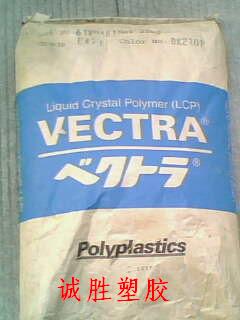 Liquid Crystal Polymer (LCP)
VECTRA®
ベクトラ®
Polyplastics
诚胜塑胶